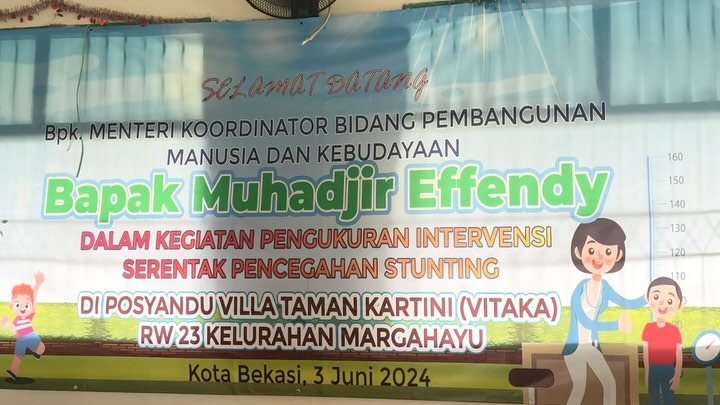 SELAMAT DATANG
Bpk. MENTERI KOORDINATOR BIDANG PEMBANGUNAN
MANUSIA DAN KEBUDAYAAN
Bapak Muhadjir Effendy
DALAM KEGIATAN PENGUKURAN INTERVENSI
SERENTAK PENCEGAHAN STUNTING
DI POSYANDU VILLA TAMAN KARTINI (VITAKA)
RW 23 KELURAHAN MARGAHAYU
Kota Bekasi, 3 Juni 2024
160
150
140
130
120
110